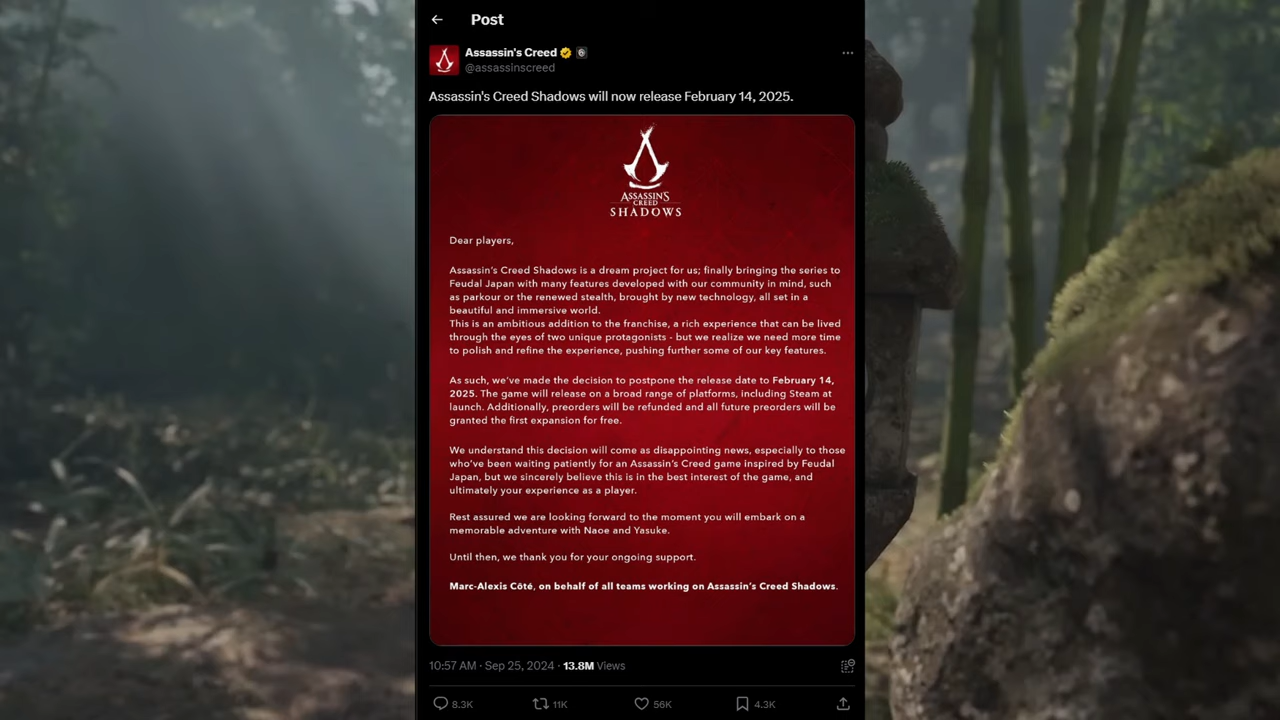 Post
Assassin's Creed
@assassinscreed
Assassin's Creed Shadows will now release February 14, 2025.
ASSASSIN'S
CREED
SHADOWS
Dear players,
Assassin's Creed Shadows is a dream project for us; finally bringing the series to
Feudal Japan with many features developed with our community in mind, such
as parkour or the renewed stealth, brought by new technology, all set in a
beautiful and immersive world.
This is an ambitious addition to the franchise, a rich experience that can be lived
through the eyes of two unique protagonists - but we realize we need more time
to polish and refine the experience, pushing further some of our key features.
As such, we've made the decision to postpone the release date to February 14,
2025. The game will release on a broad range of platforms, including Steam at
launch. Additionally, preorders will be refunded and all future preorders will be
granted the first expansion for free.
We understand this decision will come as disappointing news, especially to those
who've been waiting patiently for an Assassin's Creed game inspired by Feudal
Japan, but we sincerely believe this is in the best interest of the game, and
ultimately your experience as a player.
Rest assured we are looking forward to the moment you will embark on a
memorable adventure with Naoe and Yasuke.
Until then, we thank you for your ongoing support.
Marc-Alexis Côté, on behalf of all teams working on Assassin's Creed Shadows.
10:57 AM · Sep 25, 2024 · 13.8M Views
8.3K 11K 56K 4.3K